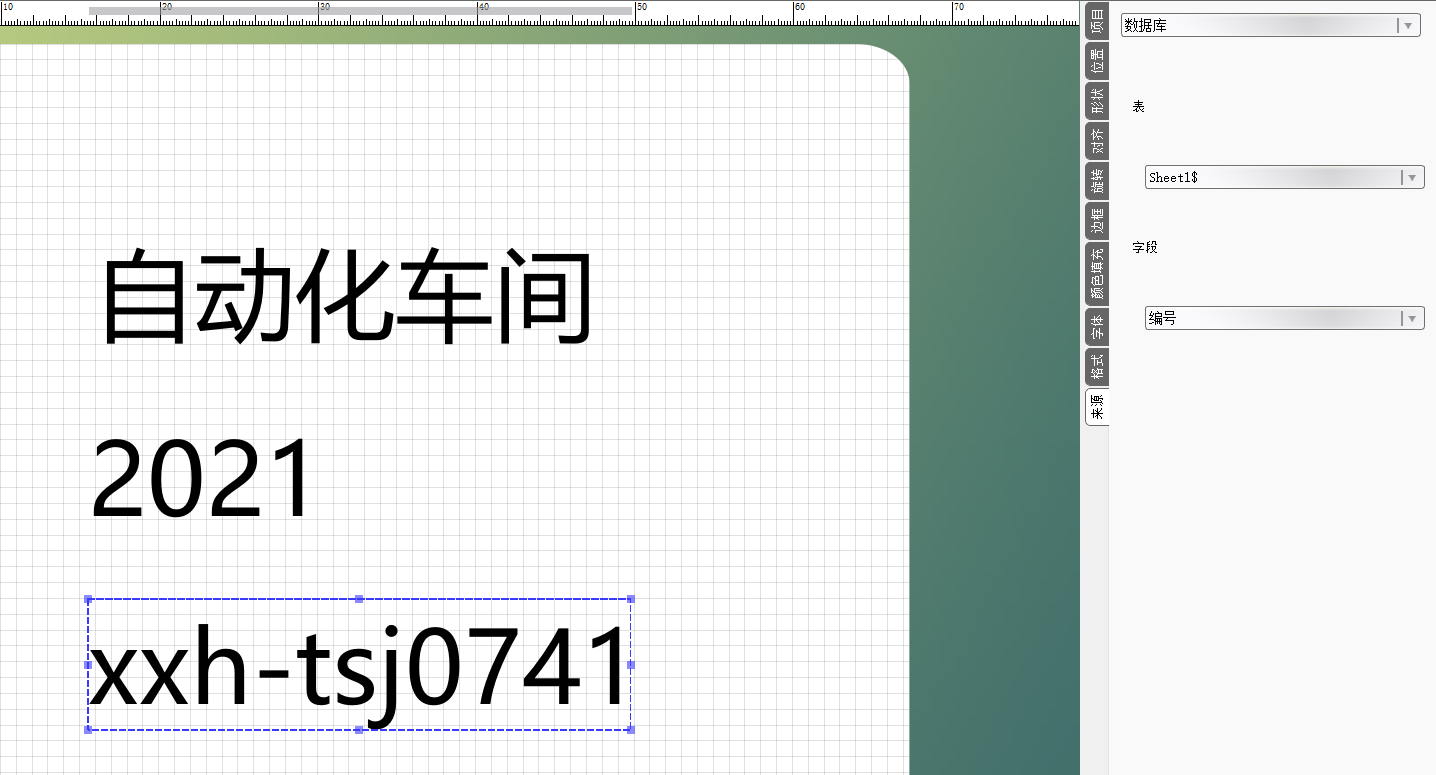 10 20 30 40 50 60 70
自动化车间
2021
xxh-tsj0741
项目
位置
形状
对齐
旋转
边框
颜色填充
字体
格式
来源
数据库
表
Sheet1$
字段
编号